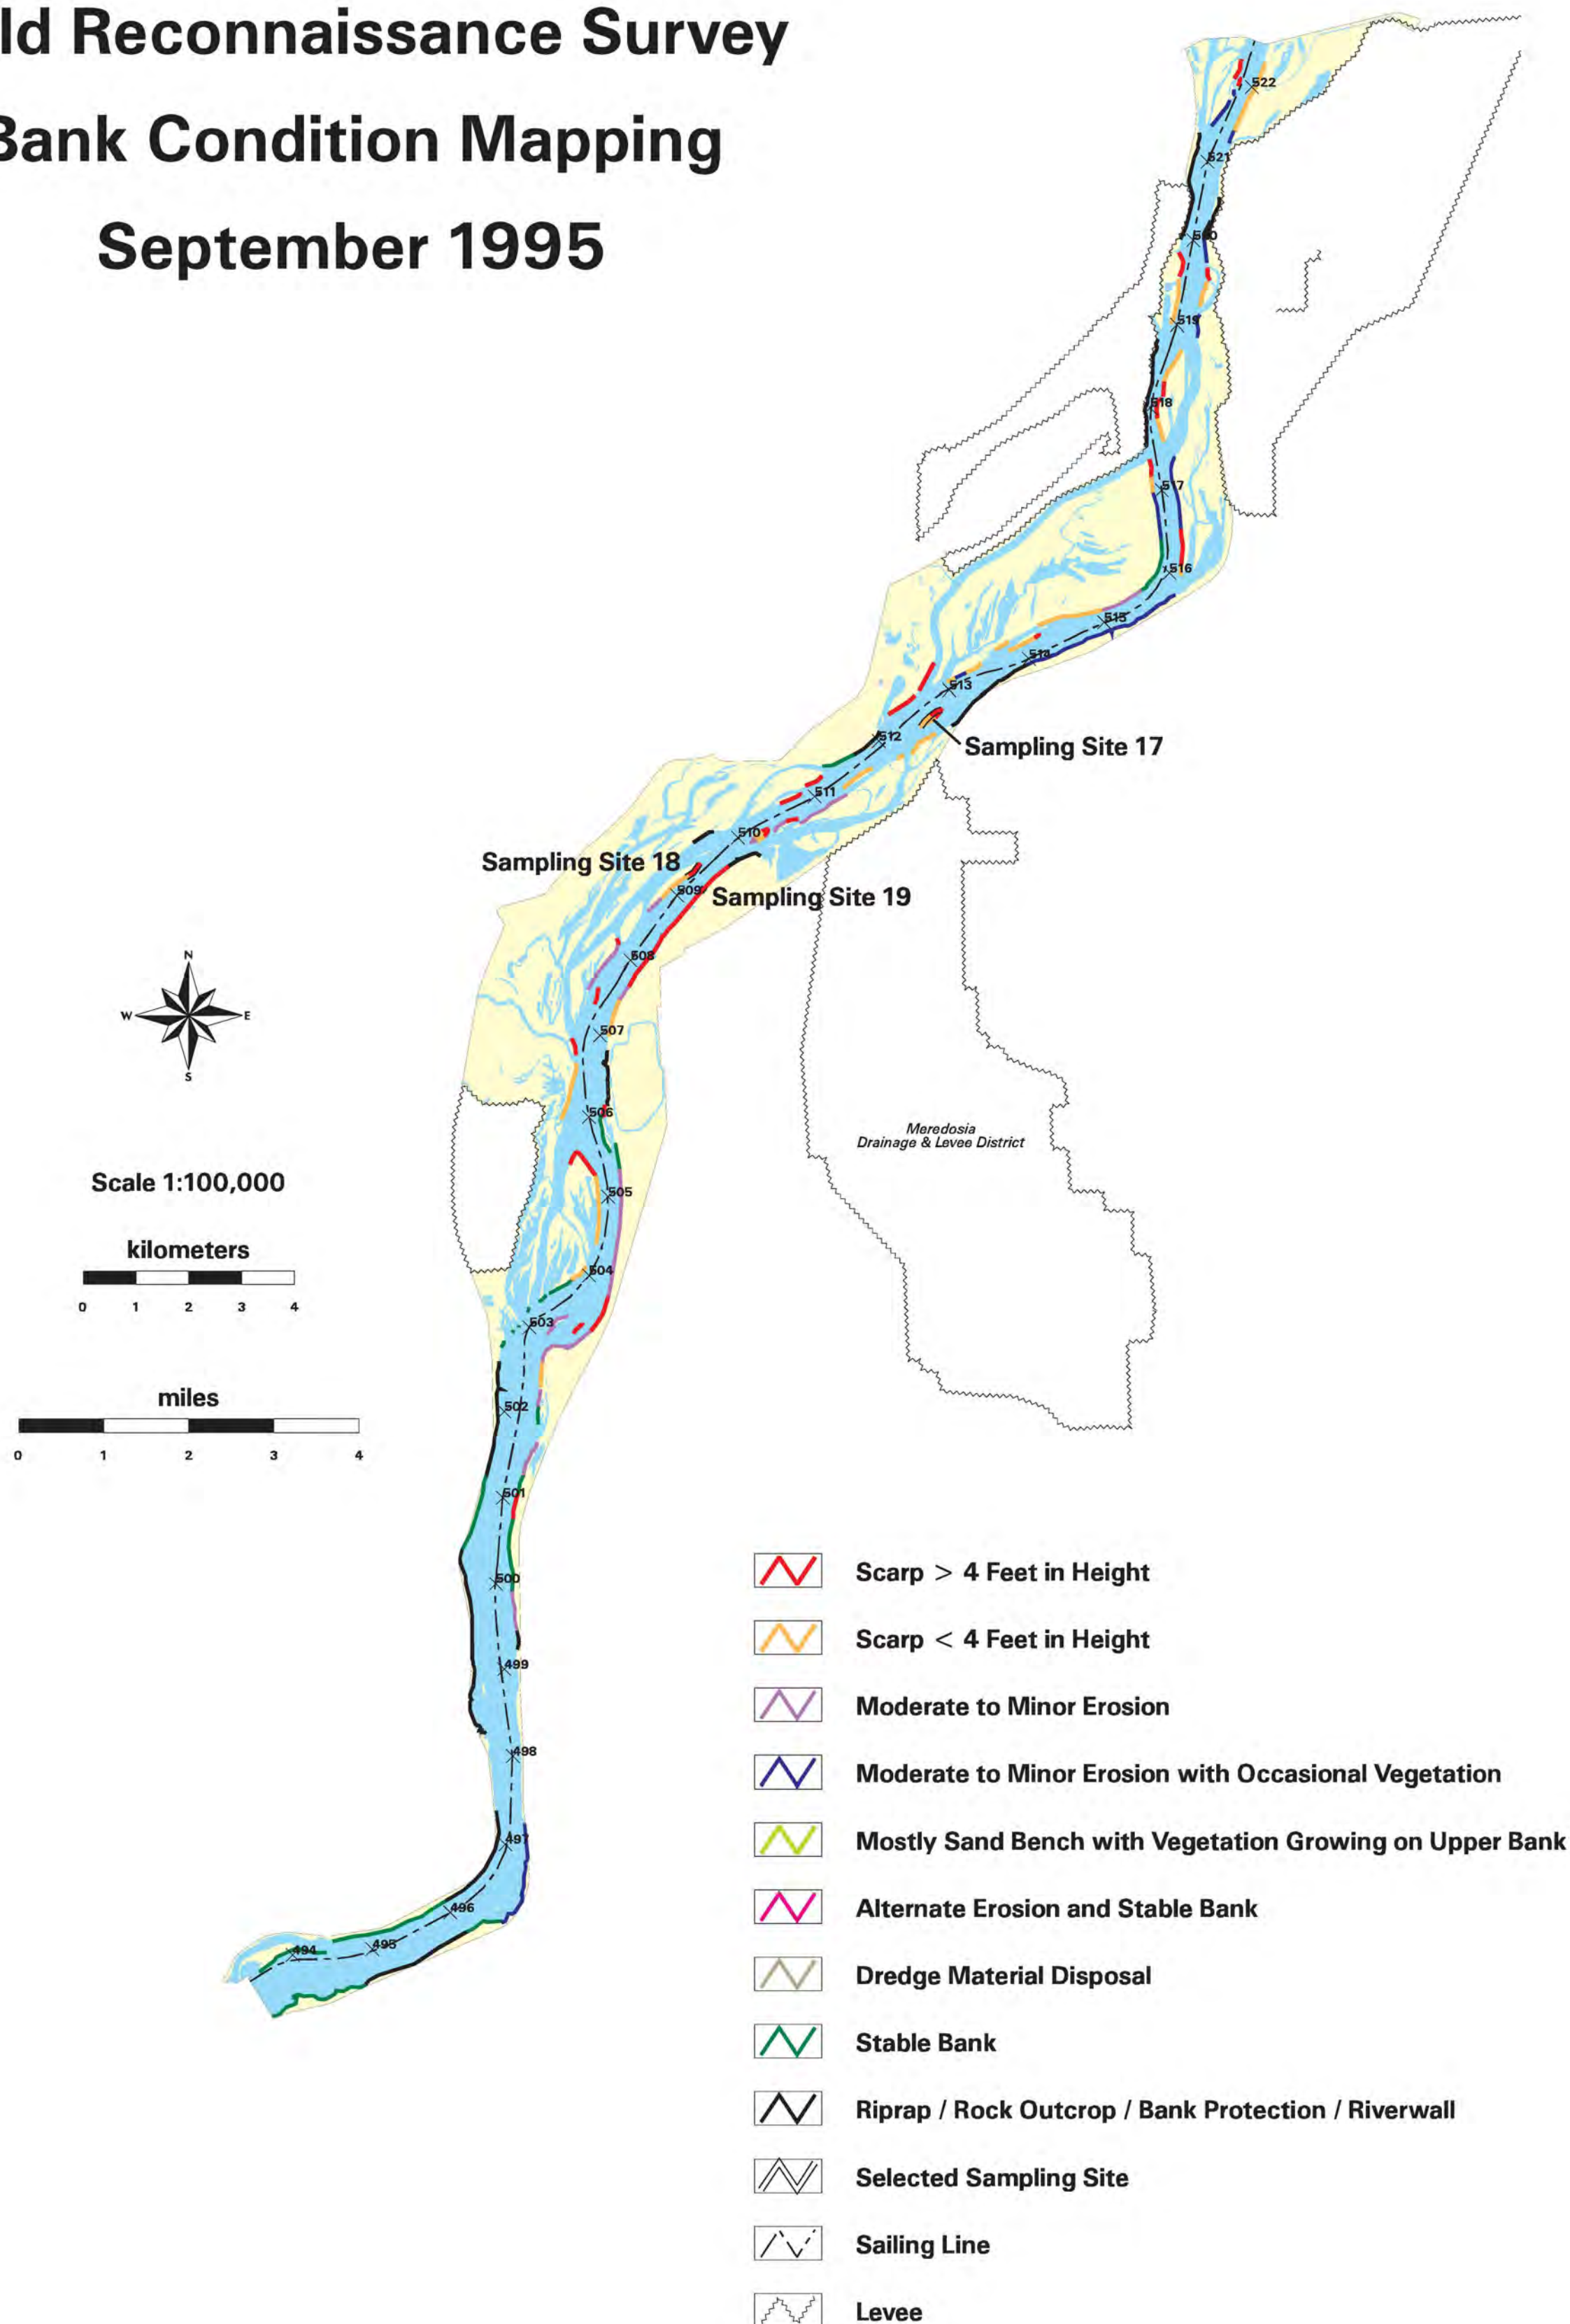 ld Reconnaissance Survey
Bank Condition Mapping
September 1995
522
521
520
519
518
517
516
515
514
513
Sampling Site 17
512
511
510
Sampling Site 18
509
Sampling Site 19
508
N
W E
S
507
506
Meredosia
Drainage & Levee District
Scale 1:100,000
505
kilometers
0 1 2 3 4
504
503
miles
0 1 2 3 4
502
501
500
499
498
497
496
495
494
Scarp > 4 Feet in Height
Scarp < 4 Feet in Height
Moderate to Minor Erosion
Moderate to Minor Erosion with Occasional Vegetation
Mostly Sand Bench with Vegetation Growing on Upper Bank
Alternate Erosion and Stable Bank
Dredge Material Disposal
Stable Bank
Riprap / Rock Outcrop / Bank Protection / Riverwall
Selected Sampling Site
Sailing Line
Levee